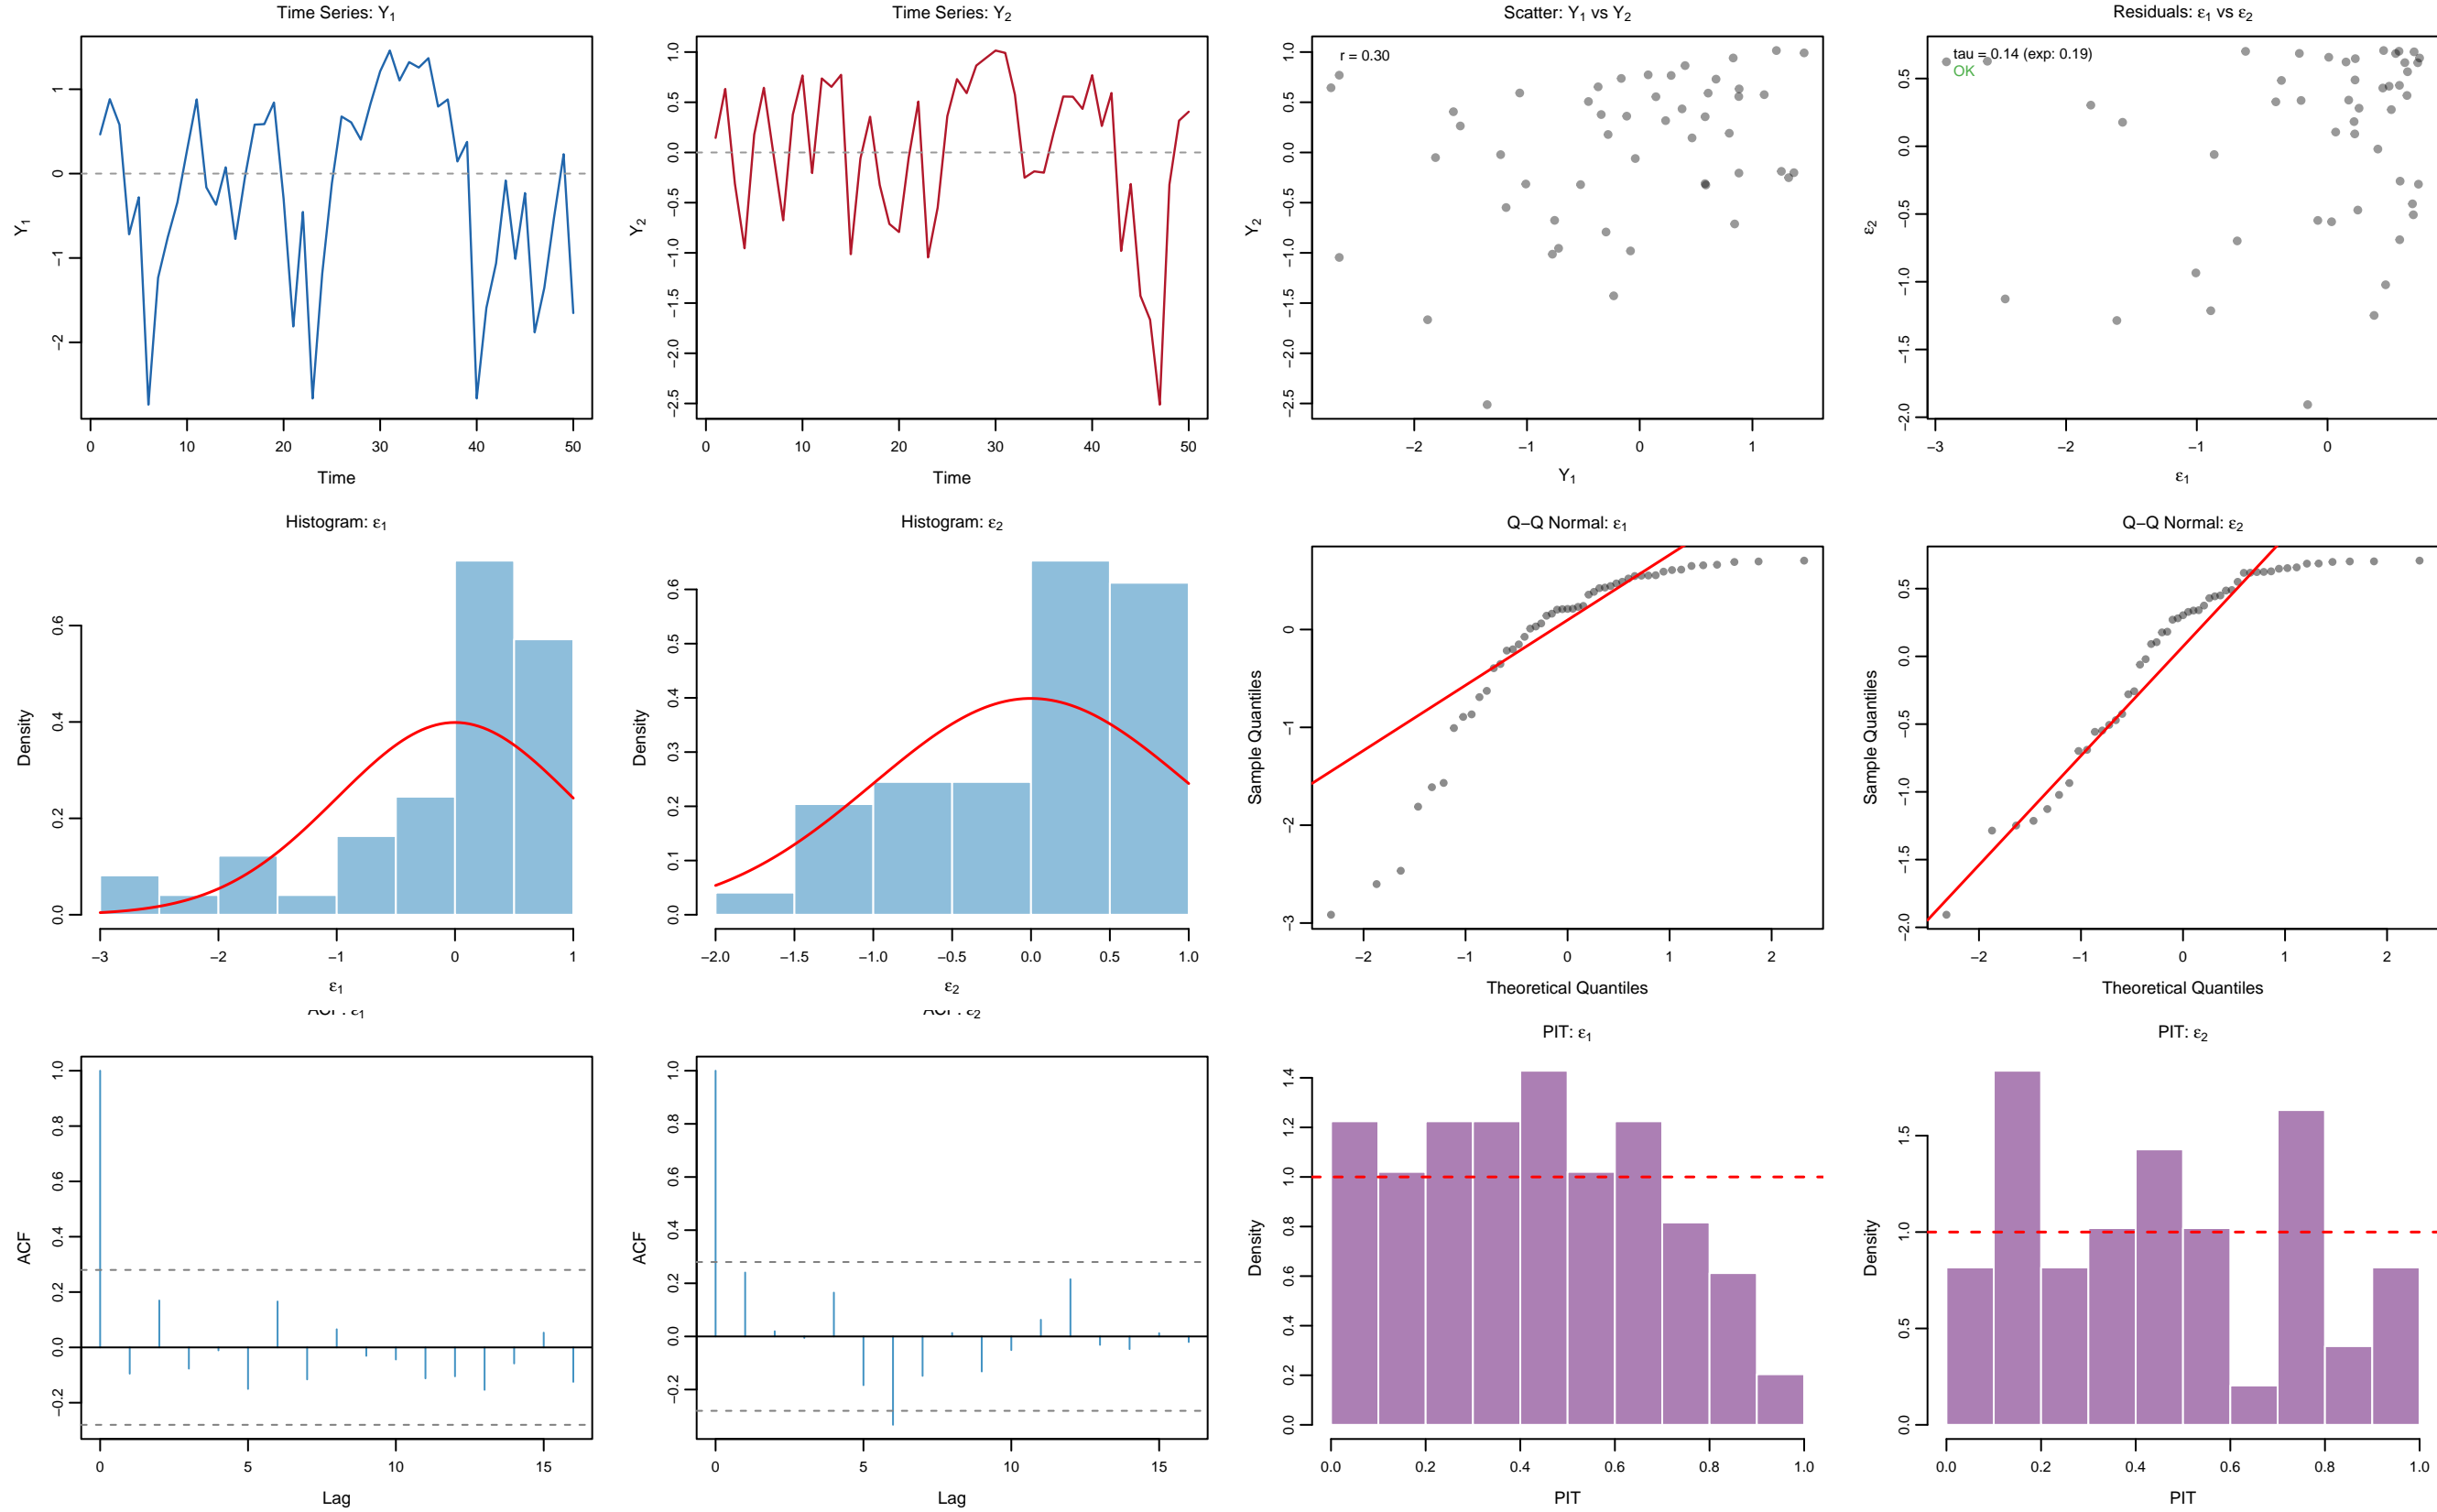 Time Series: Y1
Y1
1
0
−1
−2
0 10 20 30 40 50
Time
Time Series: Y2
Y2
1.0
0.5
0.0
−0.5
−1.0
−1.5
−2.0
−2.5
0 10 20 30 40 50
Time
Scatter: Y1 vs Y2
r = 0.30
Y2
1.0
0.5
0.0
−0.5
−1.0
−1.5
−2.0
−2.5
−2 −1 0 1
Y1
Residuals: ε1 vs ε2
tau = 0.14 (exp: 0.19)
OK
ε2
0.5
0.0
−0.5
−1.0
−1.5
−2.0
−3 −2 −1 0
ε1
Histogram: ε1
Density
0.6
0.4
0.2
0.0
−3 −2 −1 0 1
ε1
Histogram: ε2
Density
0.6
0.5
0.4
0.3
0.2
0.1
0.0
−2.0 −1.5 −1.0 −0.5 0.0 0.5 1.0
ε2
Q−Q Normal: ε1
Sample Quantiles
0
−1
−2
−3
−2 −1 0 1 2
Theoretical Quantiles
Q−Q Normal: ε2
Sample Quantiles
0.5
0.0
−0.5
−1.0
−1.5
−2.0
−2 −1 0 1 2
Theoretical Quantiles
ACF: ε1
ACF
1.0
0.8
0.6
0.4
0.2
0.0
−0.2
0 5 10 15
Lag
ACF: ε2
ACF
1.0
0.8
0.6
0.4
0.2
0.0
−0.2
0 5 10 15
Lag
PIT: ε1
Density
1.4
1.2
1.0
0.8
0.6
0.4
0.2
0.0
0.0 0.2 0.4 0.6 0.8 1.0
PIT
PIT: ε2
Density
1.5
1.0
0.5
0.0
0.0 0.2 0.4 0.6 0.8 1.0
PIT